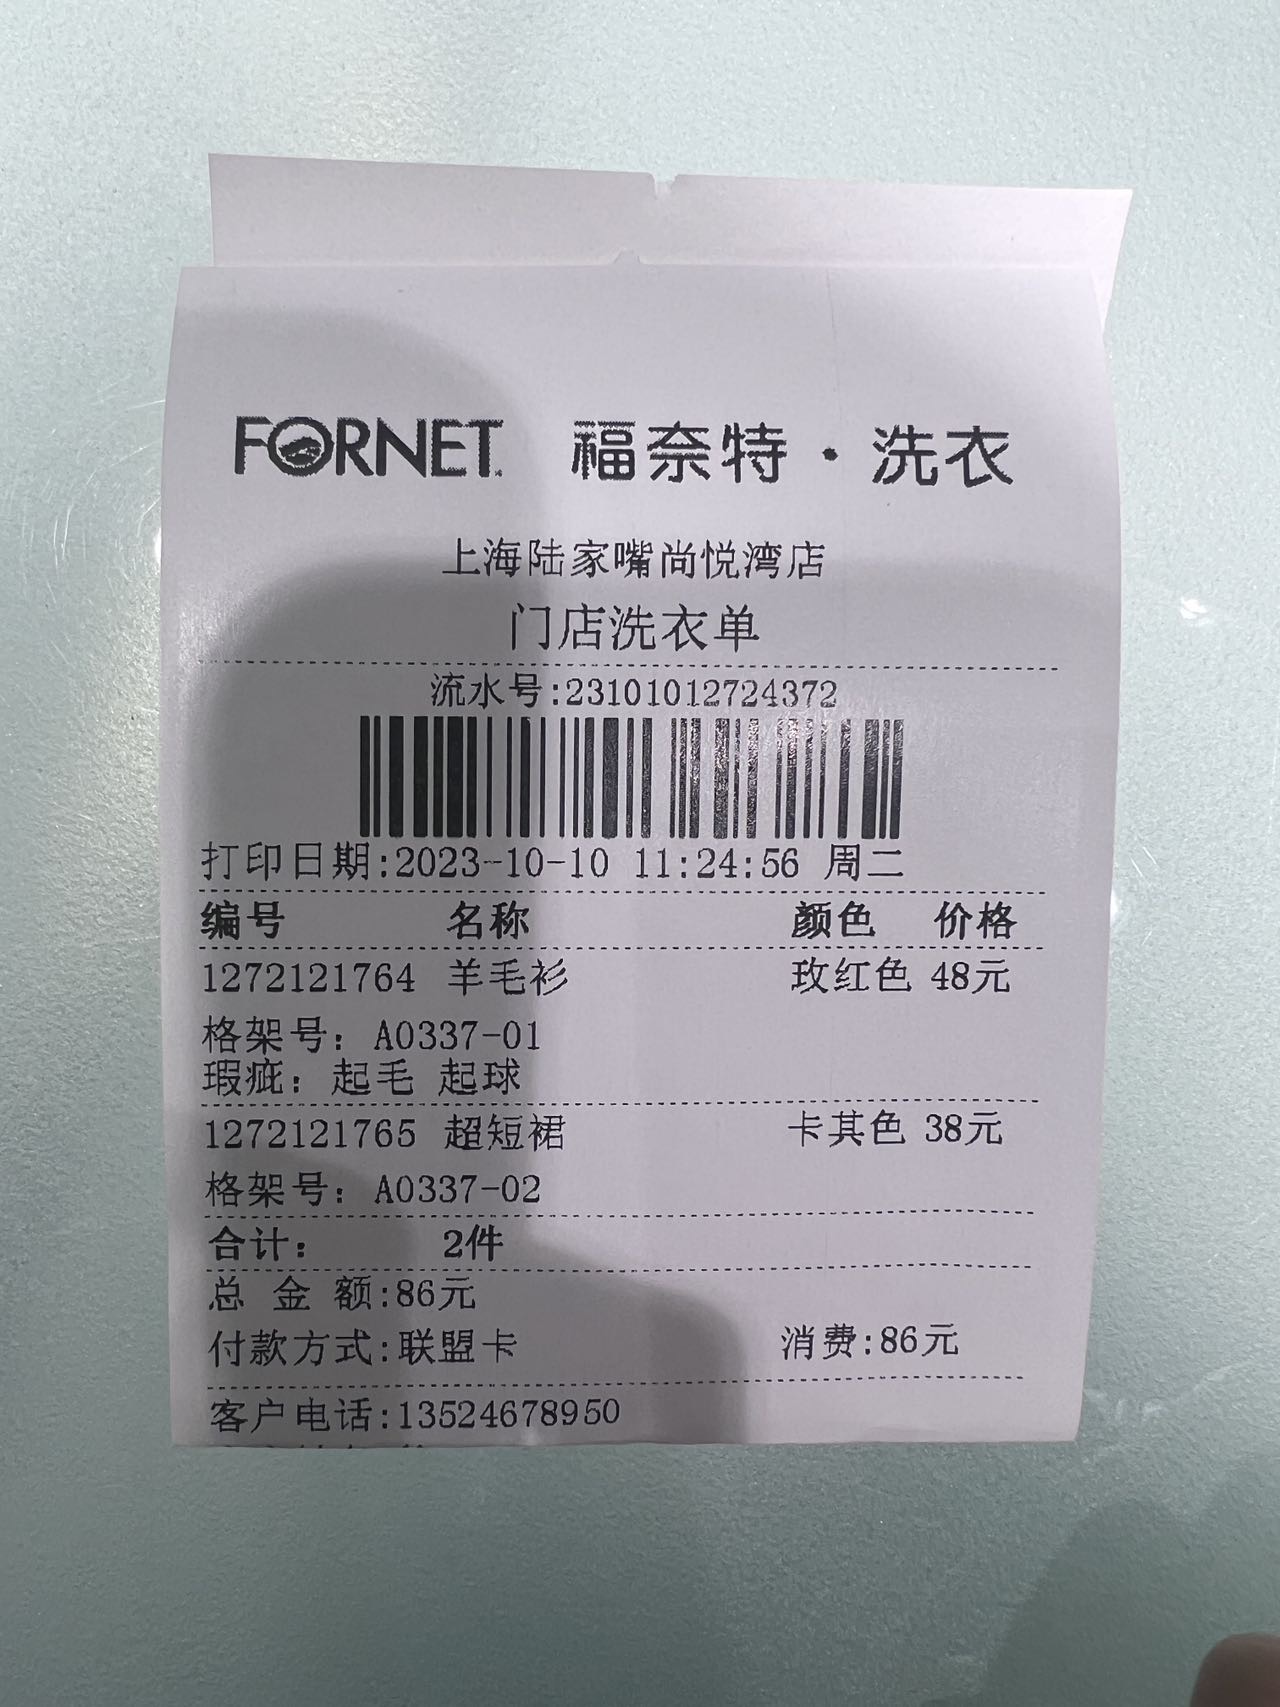 FORNET 福奈特·洗衣
上海陆家嘴尚悦湾店
门店洗衣单
流水号:23101012724372
打印日期:2023-10-10 11:24:56 周二
编号 名称 颜色 价格
1272121764 羊毛衫 玫红色 48元
格架号：A0337-01
瑕疵：起毛 起球
1272121765 超短裙 卡其色 38元
格架号：A0337-02
合计： 2件
总 金 额:86元
付款方式:联盟卡 消费:86元
客户电话:13524678950